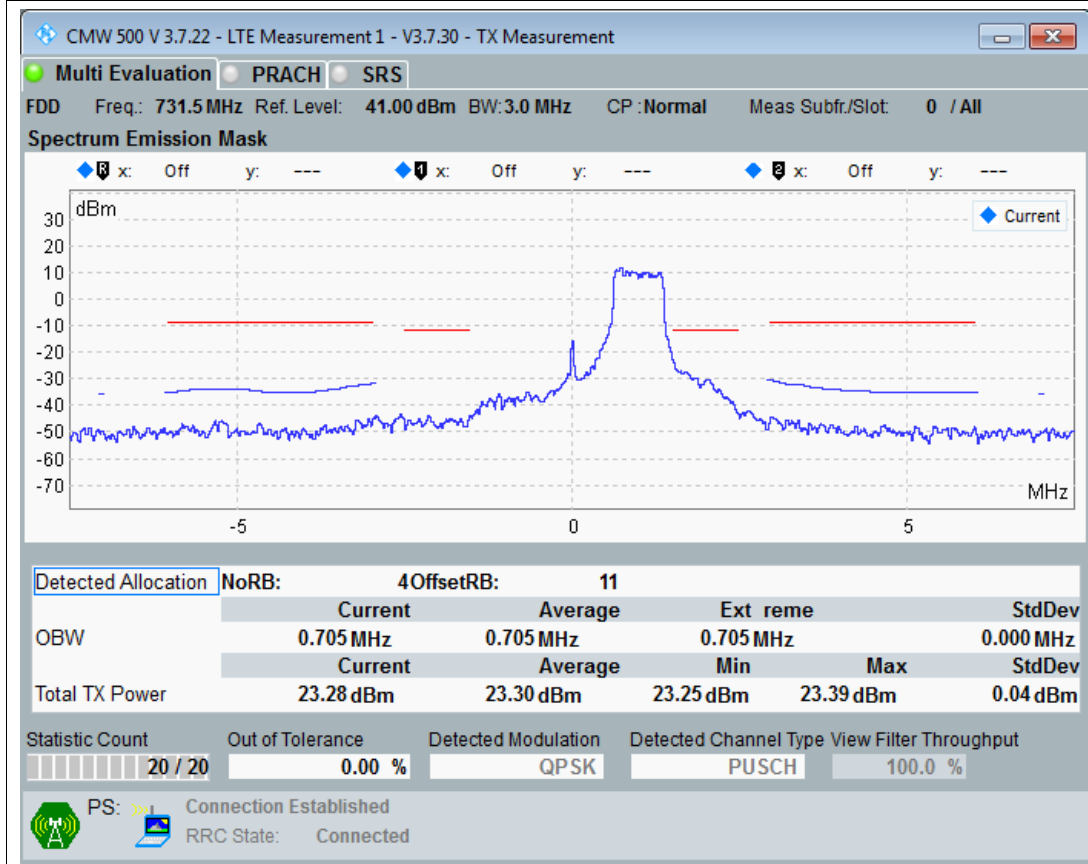 CMW 500 V 3.7.22 - LTE Measurement 1 - V3.7.30 - TX Measurement
Multi Evaluation PRACH SRS
FDD Freq.: 731.5 MHz Ref. Level: 41.00 dBm BW: 3.0 MHz CP : Normal Meas Subfr./Slot: 0 / All
Spectrum Emission Mask
R x: Off y: --- 1 x: Off y: --- 2 x: Off y: ---
dBm
Current
30
20
10
0
-10
-20
-30
-40
-50
-60
-70
MHz
-5 0 5
Detected Allocation NoRB: 4 OffsetRB: 11
Current Average Ext reme StdDev
OBW 0.705 MHz 0.705 MHz 0.705 MHz 0.000 MHz
Current Average Min Max StdDev
Total TX Power 23.28 dBm 23.30 dBm 23.25 dBm 23.39 dBm 0.04 dBm
Statistic Count Out of Tolerance Detected Modulation Detected Channel Type View Filter Throughput
20 / 20 0.00 % QPSK PUSCH 100.0 %
PS: Connection Established
RRC State: Connected